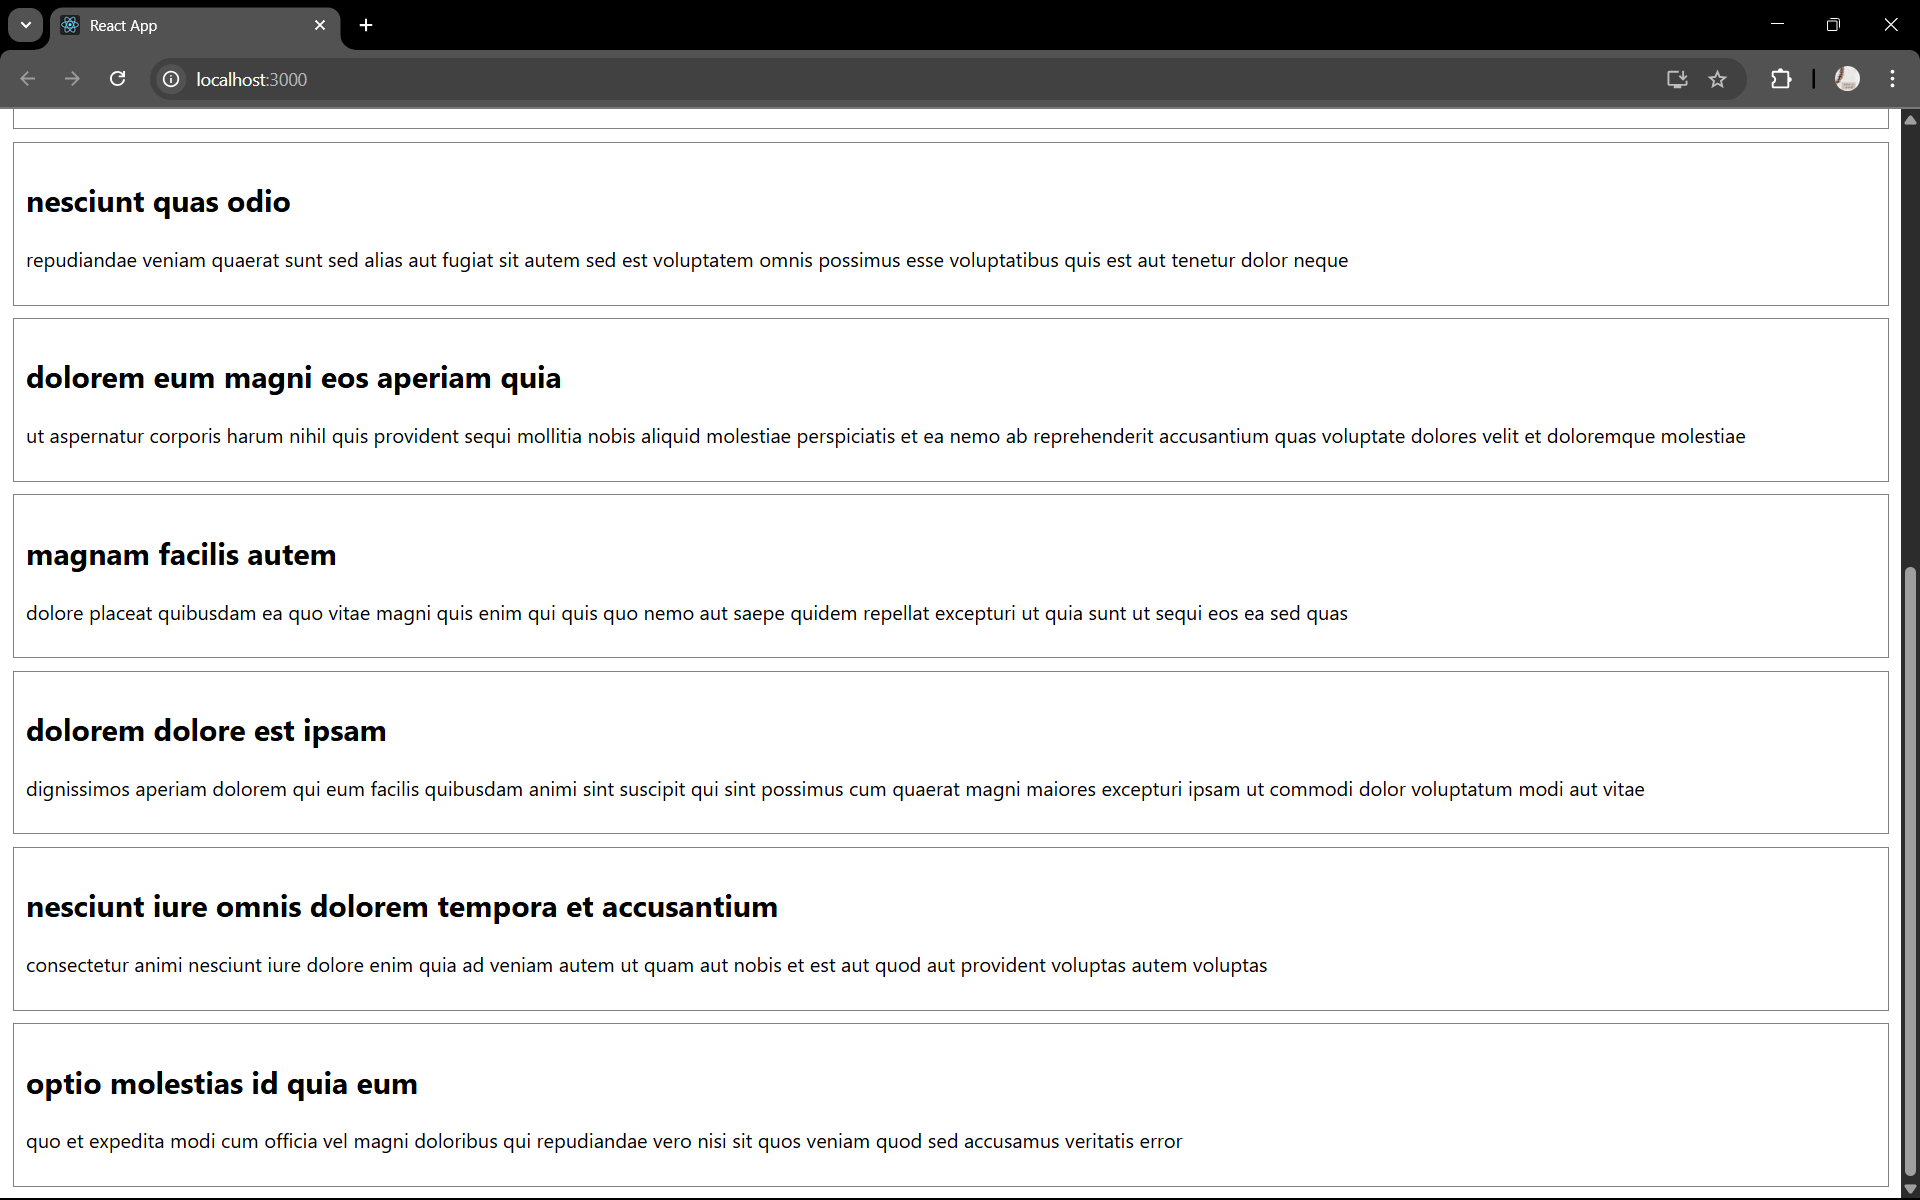 React App
localhost:3000
nesciunt quas odio
repudiandae veniam quaerat sunt sed alias aut fugiat sit autem sed est voluptatem omnis possimus esse voluptatibus quis est aut tenetur dolor neque
dolorem eum magni eos aperiam quia
ut aspernatur corporis harum nihil quis provident sequi mollitia nobis aliquid molestiae perspiciatis et ea nemo ab reprehenderit accusantium quas voluptate dolores velit et doloremque molestiae
magnam facilis autem
dolore placeat quibusdam ea quo vitae magni quis enim qui quis quo nemo aut saepe quidem repellat excepturi ut quia sunt ut sequi eos ea sed quas
dolorem dolore est ipsam
dignissimos aperiam dolorem qui eum facilis quibusdam animi sint suscipit qui sint possimus cum quaerat magni maiores excepturi ipsam ut commodi dolor voluptatum modi aut vitae
nesciunt iure omnis dolorem tempora et accusantium
consectetur animi nesciunt iure dolore enim quia ad veniam autem ut quam aut nobis et est aut quod aut provident voluptas autem voluptas
optio molestias id quia eum
quo et expedita modi cum officia vel magni doloribus qui repudiandae vero nisi sit quos veniam quod sed accusamus veritatis error